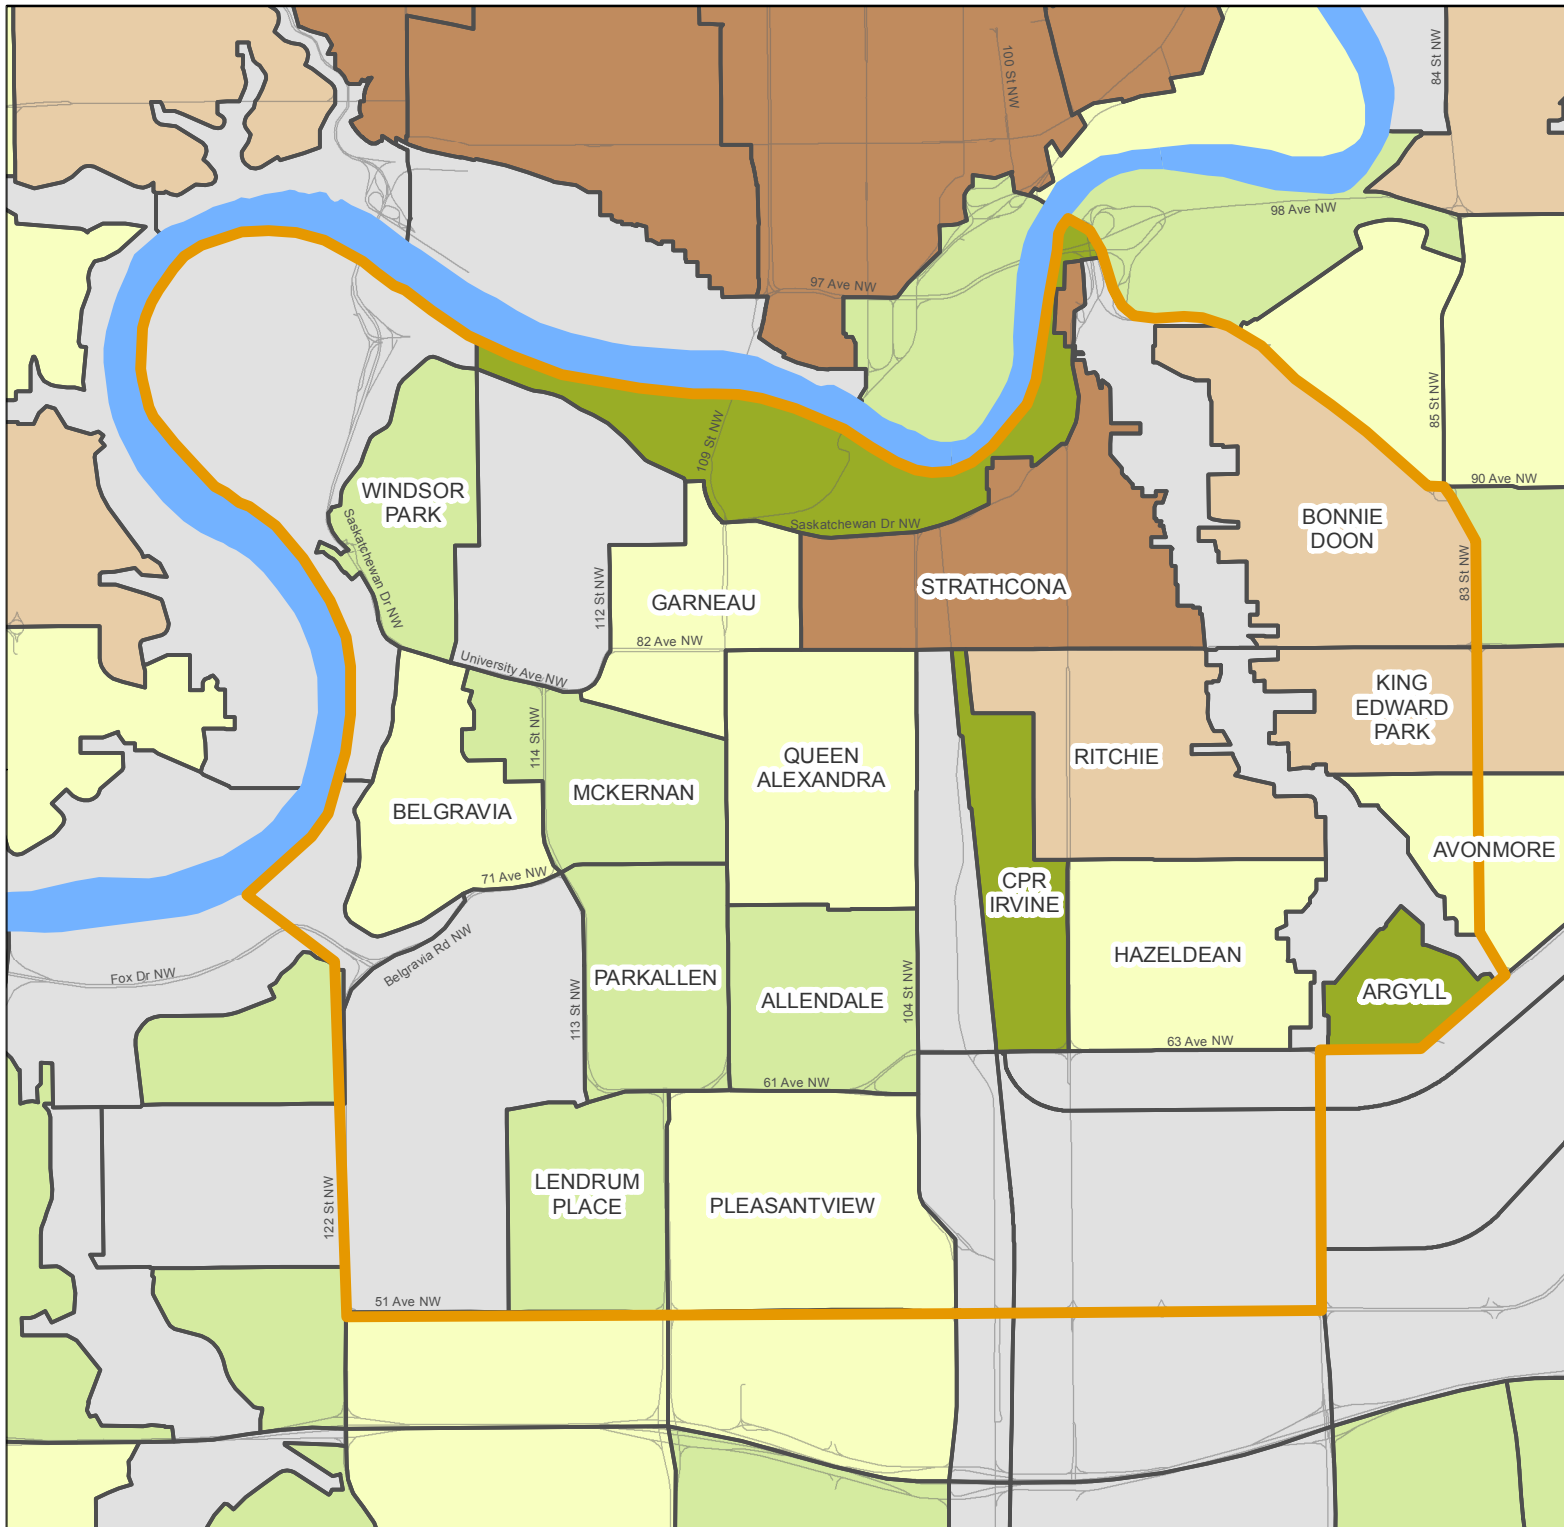 84 St NW
100 St NW
98 Ave NW
97 Ave NW
85 St NW
109 St NW
90 Ave NW
WINDSOR
PARK
Saskatchewan Dr NW
Saskatchewan Dr NW
BONNIE
DOON
83 St NW
STRATHCONA
GARNEAU
112 St NW
82 Ave NW
University Ave NW
KING
EDWARD
PARK
114 St NW
QUEEN
ALEXANDRA
RITCHIE
MCKERNAN
BELGRAVIA
AVONMORE
71 Ave NW
CPR
IRVINE
HAZELDEAN
Belgravia Rd NW
Fox Dr NW
PARKALLEN
ALLENDALE
104 St NW
ARGYLL
113 St NW
63 Ave NW
61 Ave NW
LENDRUM
PLACE
PLEASANTVIEW
122 St NW
51 Ave NW